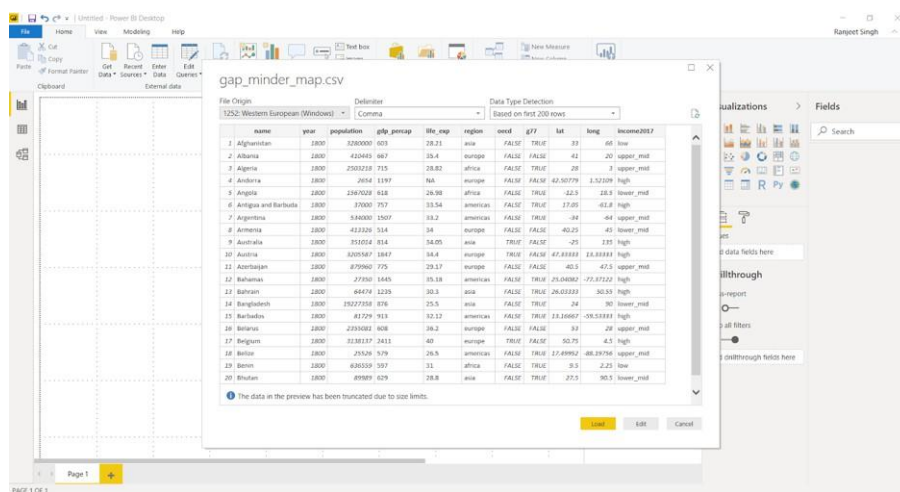 Untitled - Power BI Desktop
Ranjeet Singh
File Home View Modeling Help
Paste
Cut
Copy
Format Painter
Clipboard
Get Data
Recent Sources
Enter Data
Edit Queries
External data
Text box
New Measure
gap_minder_map.csv
File Origin Delimiter Data Type Detection
1252: Western European (Windows) Comma Based on first 200 rows
name year population gdp_percap life_exp region oecd g77 lat long income2017
1 Afghanistan 1800 3280000 603 28.21 asia FALSE TRUE 33 66 low
2 Albania 1800 410445 667 35.4 europe FALSE FALSE 41 20 upper_mid
3 Algeria 1800 2503218 715 28.82 africa FALSE TRUE 28 3 upper_mid
4 Andorra 1800 2654 1197 NA europe FALSE FALSE 42.50779 1.52109 high
5 Angola 1800 1567028 618 26.98 africa FALSE TRUE -12.5 18.5 lower_mid
6 Antigua and Barbuda 1800 37000 757 33.54 americas FALSE TRUE 17.05 -61.8 high
7 Argentina 1800 534000 1507 33.2 americas FALSE TRUE -34 -64 upper_mid
8 Armenia 1800 413326 514 34 europe FALSE FALSE 40.25 45 lower_mid
9 Australia 1800 351014 814 34.05 asia TRUE FALSE -25 135 high
10 Austria 1800 3205587 1847 34.4 europe TRUE FALSE 47.33333 13.33333 high
11 Azerbaijan 1800 879960 775 29.17 europe FALSE FALSE 40.5 47.5 upper_mid
12 Bahamas 1800 27350 1445 35.18 americas FALSE TRUE 25.04082 -77.37122 high
13 Bahrain 1800 64474 1235 30.3 asia FALSE TRUE 26.03333 50.55 high
14 Bangladesh 1800 19227358 876 25.5 asia FALSE TRUE 24 90 lower_mid
15 Barbados 1800 81729 913 32.12 americas FALSE TRUE 13.16667 -59.53333 high
16 Belarus 1800 2355081 608 36.2 europe FALSE FALSE 53 28 upper_mid
17 Belgium 1800 3138137 2411 40 europe TRUE FALSE 50.75 4.5 high
18 Belize 1800 25526 579 26.5 americas FALSE TRUE 17.49952 -88.19756 upper_mid
19 Benin 1800 636559 597 31 africa FALSE TRUE 9.5 2.25 low
20 Bhutan 1800 89989 629 28.8 asia FALSE TRUE 27.5 90.5 lower_mid
The data in the preview has been truncated due to size limits.
Load Edit Cancel
ualizations Fields
Search
R Py
d data fields here
illthrough
s-report
all filters
drillthrough fields here
Page 1
PAGE 1 OF 1